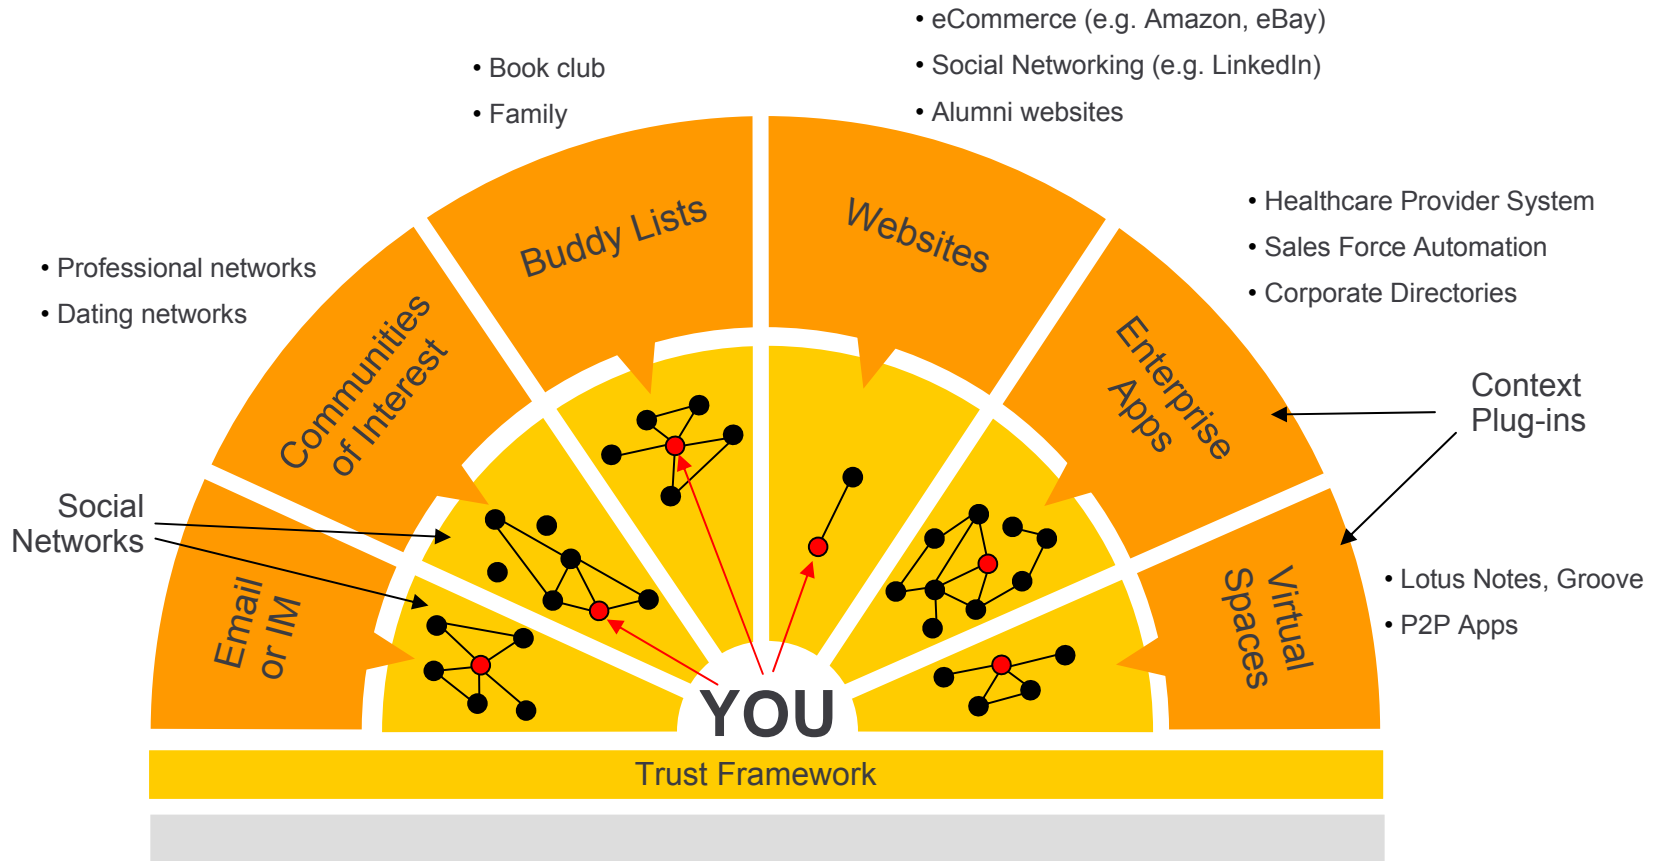 • eCommerce (e.g. Amazon, eBay)
• Social Networking (e.g. LinkedIn)
• Alumni websites
• Book club
• Family
• Healthcare Provider System
• Sales Force Automation
• Corporate Directories
• Professional networks
• Dating networks
Buddy Lists
Websites
Communities
of Interest
Enterprise
Apps
Context
Plug-ins
Social
Networks
Email
or IM
Virtual
Spaces
• Lotus Notes, Groove
• P2P Apps
YOU
Trust Framework